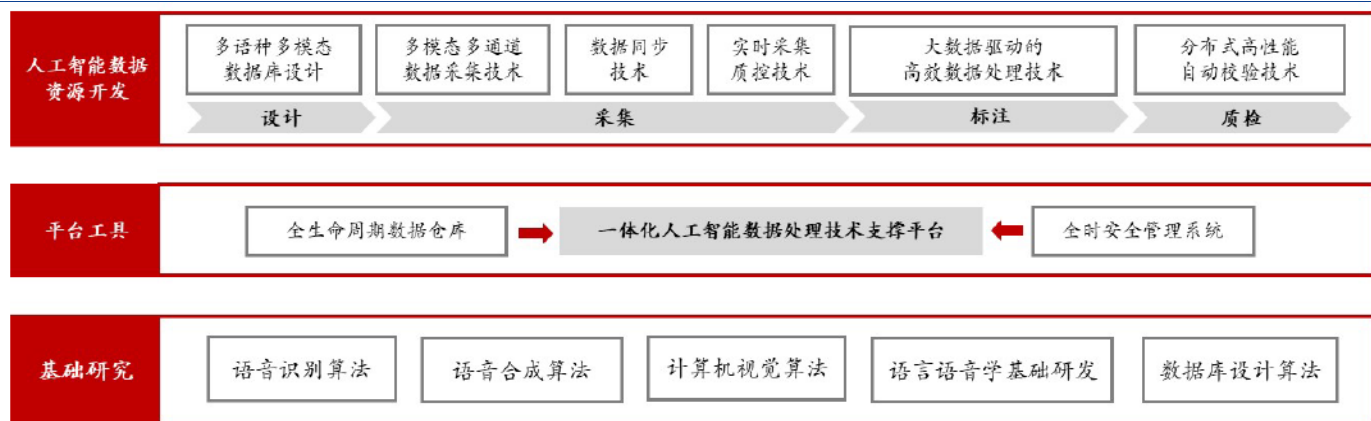 人工智能数据
资源开发
多语种多模态
数据库设计
多模态多通道
数据采集技术
数据同步
技术
实时采集
质控技术
大数据驱动的
高效数据处理技术
分布式高性能
自动校验技术
设计
采集
标注
质检
平台工具
全生命周期数据仓库
一体化人工智能数据处理技术支撑平台
全时安全管理系统
基础研究
语音识别算法
语音合成算法
计算机视觉算法
语言语音学基础研发
数据库设计算法